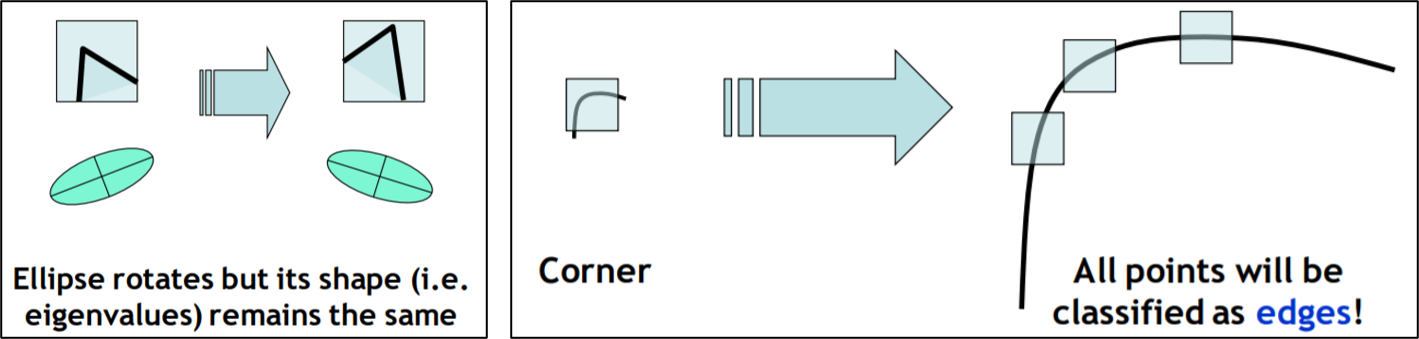 Ellipse rotates but its shape (i.e.
eigenvalues) remains the same
Corner
All points will be
classified as edges!